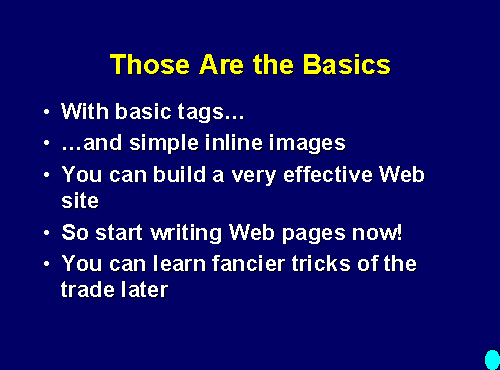 Those Are the Basics
• With basic tags…
• …and simple inline images
• You can build a very effective Web
site
• So start writing Web pages now!
• You can learn fancier tricks of the
trade later